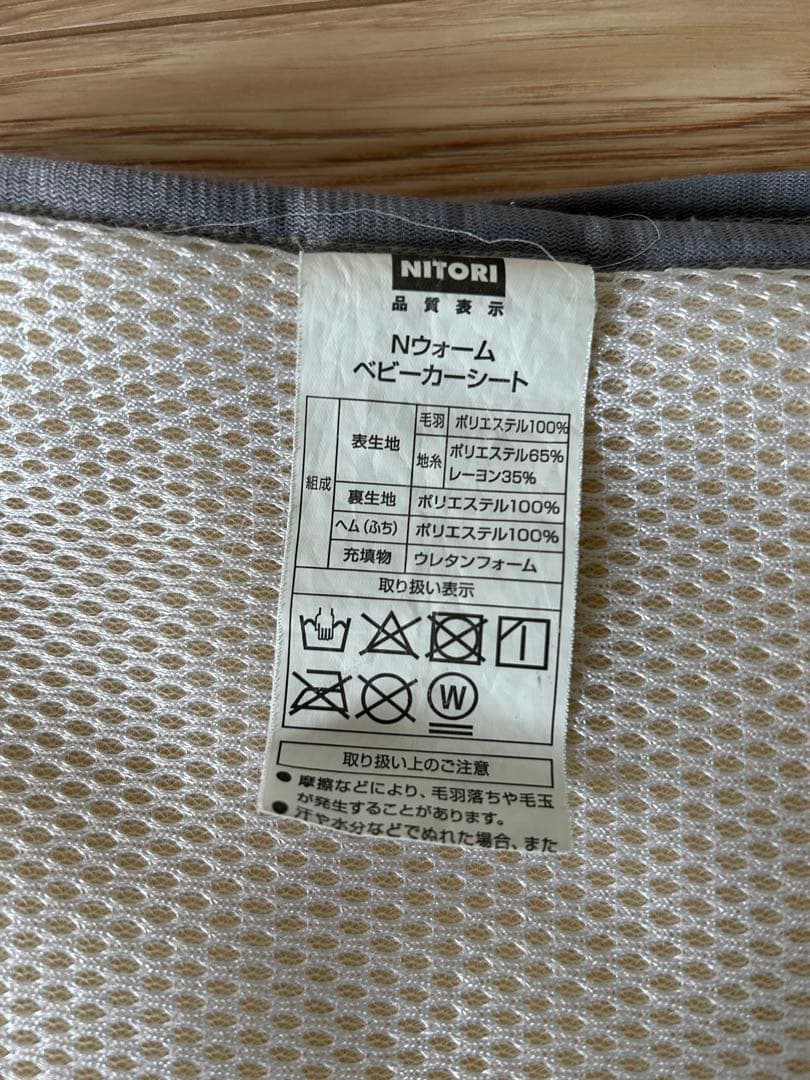 NITORI
品質表示
Nウォーム
ベビーカーシート
組成
表生地
毛羽 ポリエステル100%
地糸 ポリエステル65%
レーヨン35%
裏生地 ポリエステル100%
ヘム(ふち) ポリエステル100%
充填物 ウレタンフォーム
取り扱い表示
W
取り扱い上のご注意
● 摩擦などにより、毛羽落ちや毛玉
が発生することがあります。
● 汗や水分などでぬれた場合、また